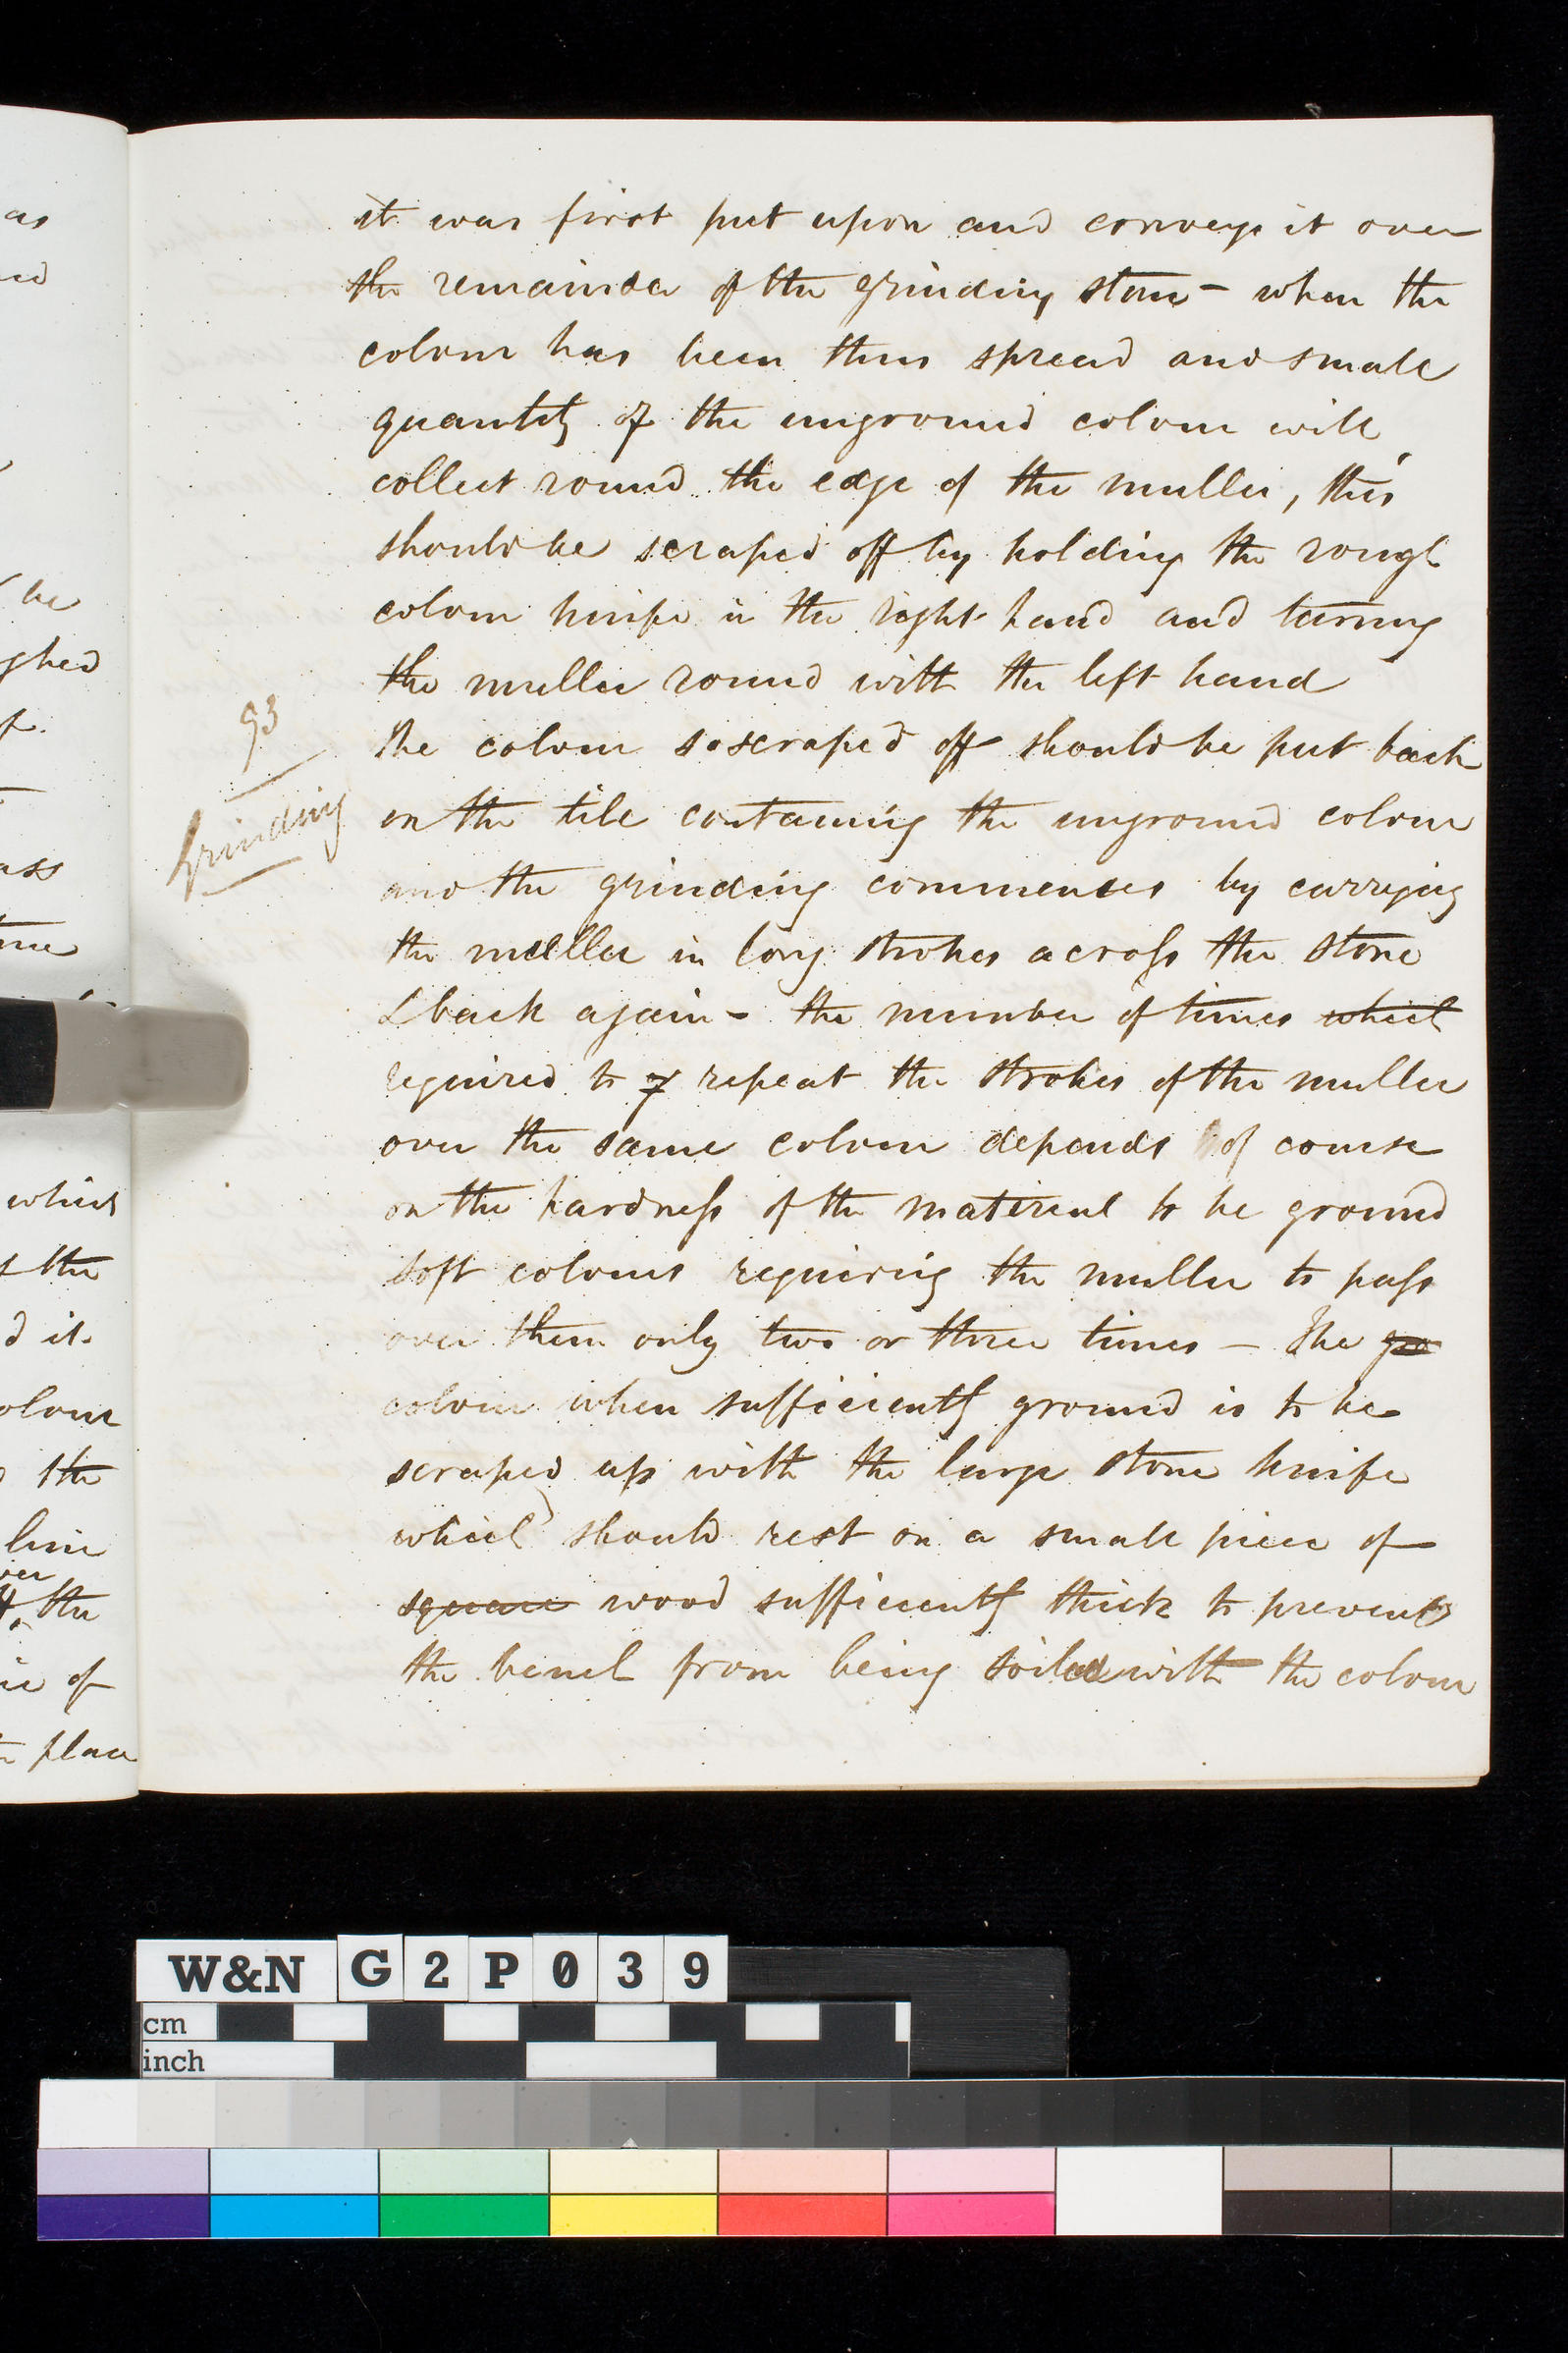 it was first put upon and conveys it over
the remainder of the grinding stone - when the
colour has been thus spread and small
quantity of the unground colour will
collect round the edge of the muller, this
should be scraped off by holding the rough
colour knife in the right hand and turning
the muller round with the left hand
the colour so scraped off should be put back
on the tile containing the unground colour
and the grinding commences by carrying
the muller in long strokes across the stone
& back again - the number of times which
required to of repeat the strokes of the muller
over the same colour depends of course
on the hardness of the material to be ground
soft colours requiring the muller to pass
over them only two or three times - The
colour when sufficiently ground is to be
scraped up with the large stone knife
which should rest on a small piece of
square wood sufficiently thick to prevent
the bench from being soiled with the colour
93
Grinding
as
be
ghed
ass
which
the
it.
olour
the
line
ver
the
of
place
W&N G2P039
cm
inch